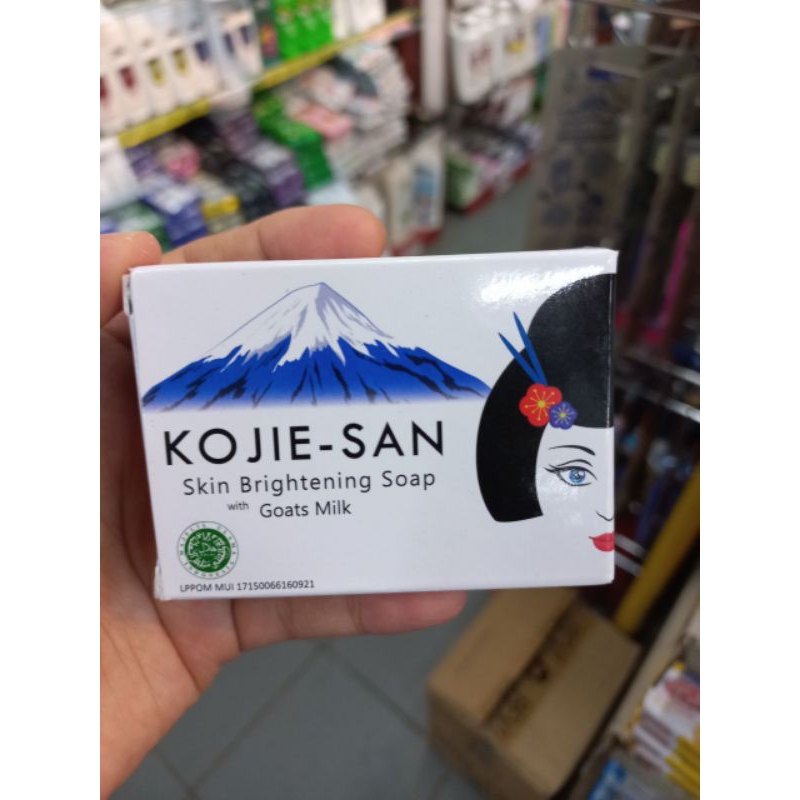 KOJIE-SAN
Skin Brightening Soap
with Goats Milk
LPPOM MUI 17150066160921